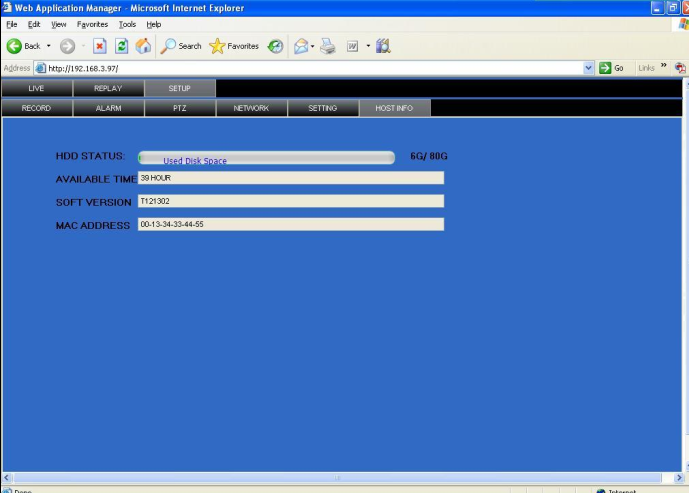 Web Application Manager - Microsoft Internet Explorer
File Edit View Favorites Tools Help
Back Search Favorites W
Address http://192.168.3.97/ Go Links »
LIVE REPLAY SETUP
RECORD ALARM PTZ NETWORK SETTING HOST INFO
HDD STATUS: Used Disk Space 6G/80G
AVAILABLE TIME 39 HOUR
SOFT VERSION T121302
MAC ADDRESS 00-13-34-33-44-55
Done Internet